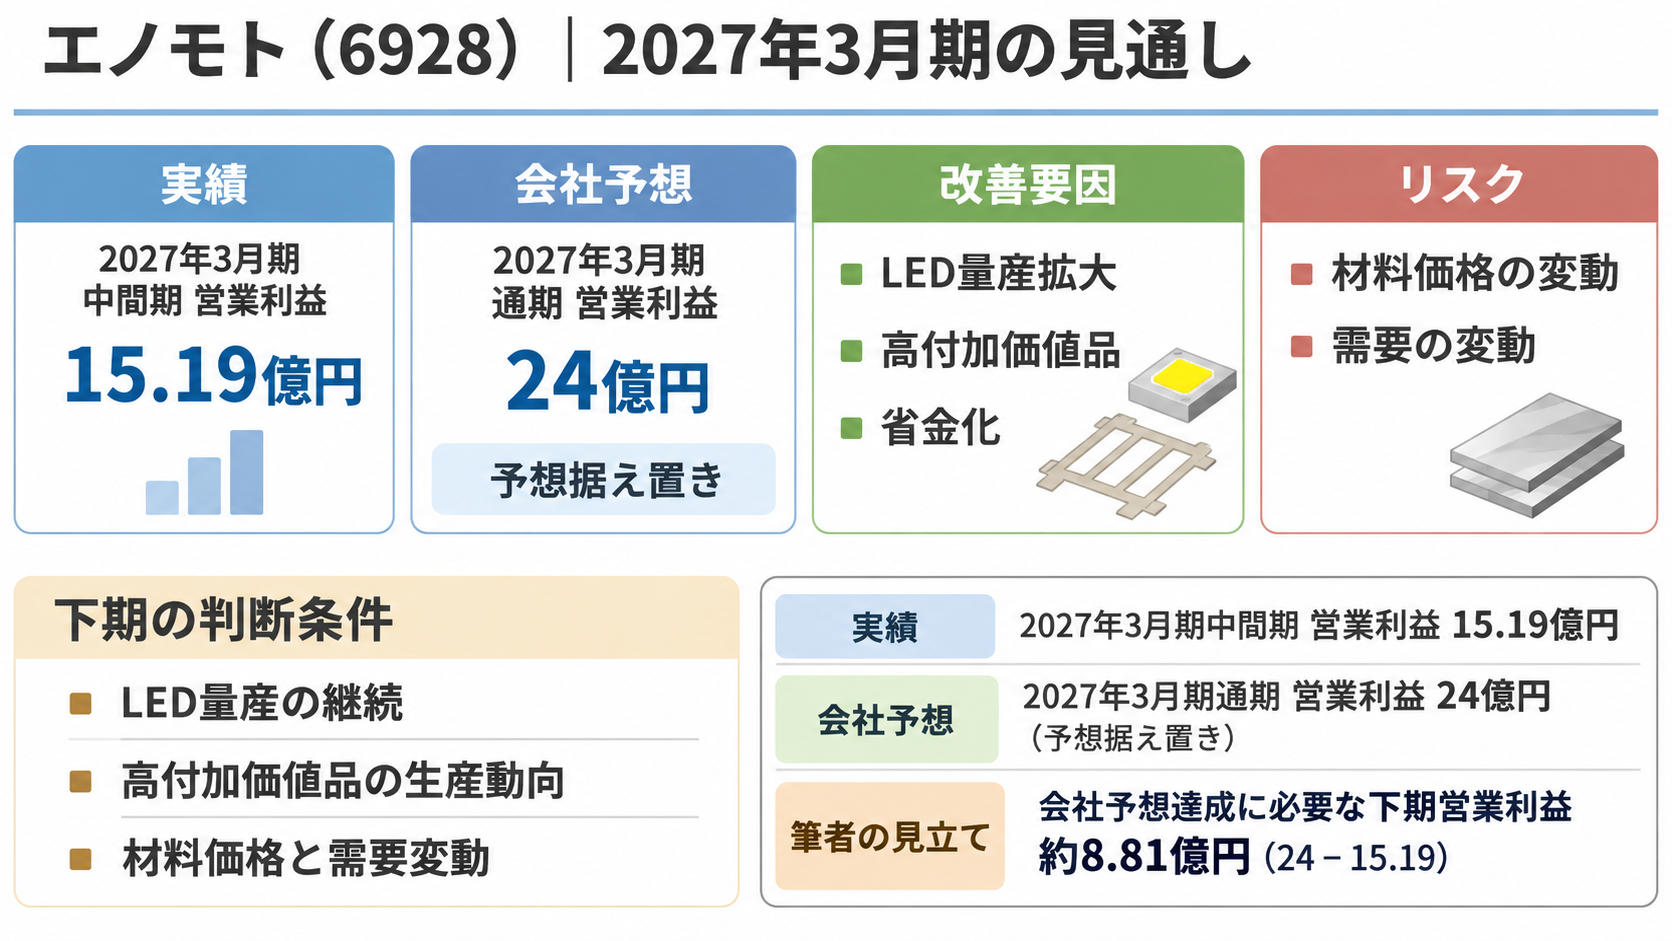 エノモト（6928）｜2027年3月期の見通し
実績
2027年3月期
中間期 営業利益
15.19億円
会社予想
2027年3月期
通期 営業利益
24億円
予想据え置き
改善要因
LED量産拡大
高付加価値品
省金化
リスク
材料価格の変動
需要の変動
下期の判断条件
LED量産の継続
高付加価値品の生産動向
材料価格と需要変動
実績 2027年3月期中間期 営業利益 15.19億円
会社予想 2027年3月期通期 営業利益 24億円
（予想据え置き）
筆者の見立て
会社予想達成に必要な下期営業利益
約8.81億円（24－15.19）